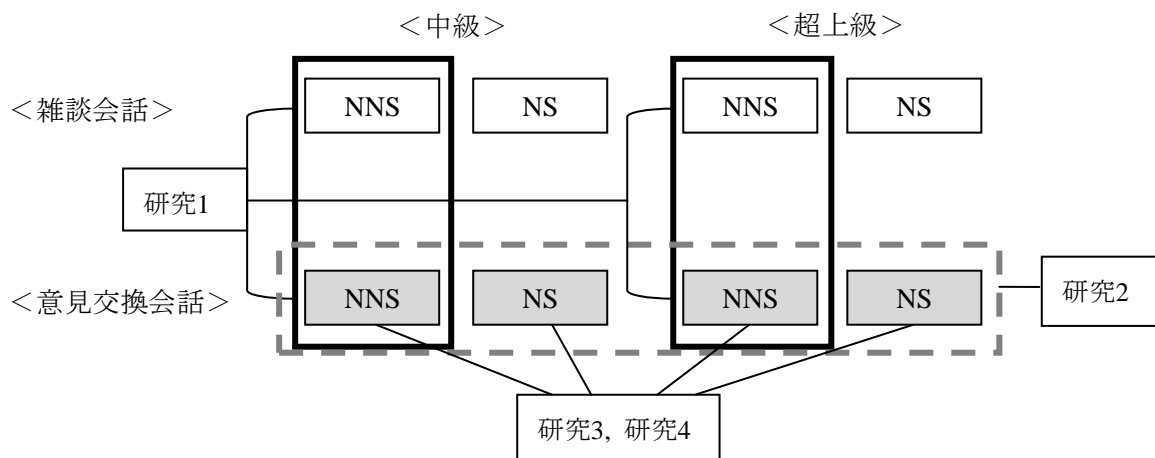 ＜中級＞ ＜超上級＞
＜雑談会話＞ NNS NS NNS NS
研究1
＜意見交換会話＞ NNS NS NNS NS
研究2
研究3, 研究4